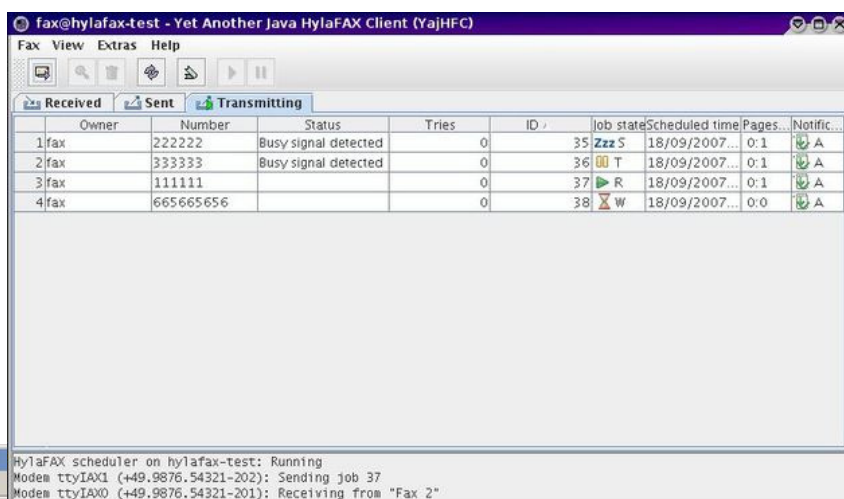 fax@hylafax-test - Yet Another Java HylaFAX Client (YajHFC)
Fax View Extras Help
Received Sent Transmitting
Owner Number Status Tries ID Job state Scheduled time Pages... Notific...
1 fax 222222 Busy signal detected 0 35 Zzz S 18/09/2007... 0:1 A
2 fax 333333 Busy signal detected 0 36 T 18/09/2007... 0:1 A
3 fax 111111 0 37 R 18/09/2007... 0:1 A
4 fax 665665656 0 38 W 18/09/2007... 0:0 A
HylaFAX scheduler on hylafax-test: Running
Modem ttyIAX1 (+49.9876.54321-202): Sending job 37
Modem ttyIAX0 (+49.9876.54321-201): Receiving from "Fax 2"